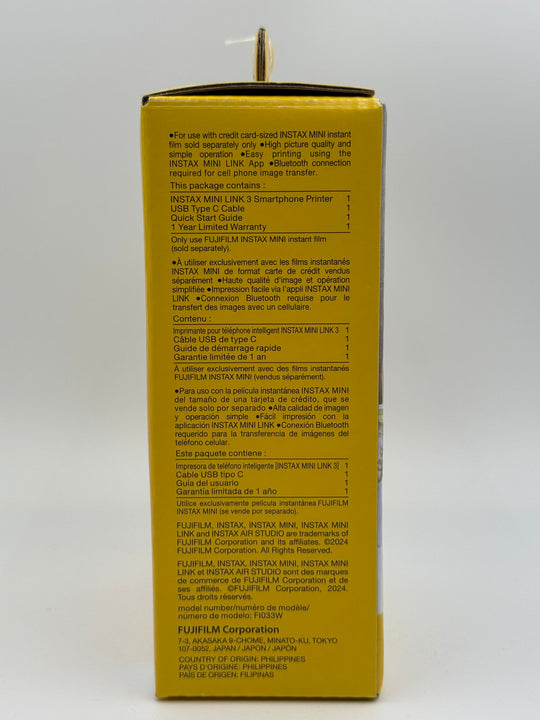 ●For use with credit card-sized INSTAX MINI instant
film sold separately only ●High picture quality and
simple operation ●Easy printing using the
INSTAX MINI LINK App ●Bluetooth connection
required for cell phone image transfer.
This package contains :
INSTAX MINI LINK 3 Smartphone Printer 1
USB Type C Cable 1
Quick Start Guide 1
1 Year Limited Warranty 1
Only use FUJIFILM INSTAX MINI instant film
(sold separately).
●À utiliser exclusivement avec les films instantanés
INSTAX MINI de format carte de crédit vendus
séparément ●Haute qualité d'image et opération
simplifiée ●Impression facile via l'appli INSTAX MINI
LINK ●Connexion Bluetooth requise pour le
transfert des images avec un cellulaire.
Contenu :
Imprimante pour téléphone intelligent INSTAX MINI LINK 3 1
Câble USB de type C 1
Guide de démarrage rapide 1
Garantie limitée de 1 an 1
À utiliser exclusivement avec des films instantanés
FUJIFILM INSTAX MINI (vendus séparément).
●Para uso con la película instantánea INSTAX MINI
del tamaño de una tarjeta de crédito, que se
vende solo por separado ●Alta calidad de imagen
y operación simple ●Fácil impresión con la
aplicación INSTAX MINI LINK ●Conexión Bluetooth
requerido para la transferencia de imágenes del
teléfono celular.
Este paquete contiene :
Impresora de teléfono inteligente [INSTAX MINI LINK 3] 1
Cable USB tipo C 1
Guía del usuario 1
Garantía limitada de 1 año 1
Utilice exclusivamente película instantánea FUJIFILM
INSTAX MINI (se vende por separado).
FUJIFILM, INSTAX, INSTAX MINI, INSTAX MINI
LINK and INSTAX AIR STUDIO are trademarks of
FUJIFILM Corporation and its affiliates. ©2024
FUJIFILM Corporation. All Rights Reserved.
FUJIFILM, INSTAX, INSTAX MINI, INSTAX MINI
LINK et INSTAX AIR STUDIO sont des marques
de commerce de FUJIFILM Corporation et de
ses affiliés. ©FUJIFILM Corporation, 2024.
Tous droits réservés.
model number/numéro de modèle/
número de modelo: FI033W
FUJIFILM Corporation
7-3, AKASAKA 9-CHOME, MINATO-KU, TOKYO
107-0052, JAPAN / JAPON / JAPÓN
COUNTRY OF ORIGIN: PHILIPPINES
PAYS D'ORIGINE: PHILIPPINES
PAÍS DE ORIGEN: FILIPINAS